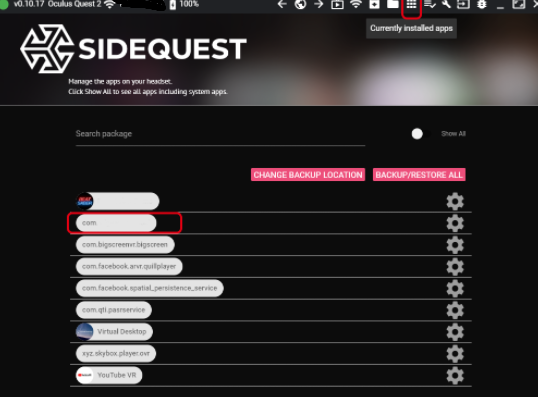 v0.10.17 Oculus Quest 2
100%
Currently installed apps
SIDEQUEST
Manage the apps on your headset.
Click Show All to see all apps including system apps.
Search package
Show All
CHANGE BACKUP LOCATION
BACKUP/RESTORE ALL
com
com.bigscreenvr.bigscreen
com.facebook.arvr.quillplayer
com.facebook.spatial_persistence_service
com.qti.pasrservice
Virtual Desktop
xyz.skybox.player.ovr
YouTube VR